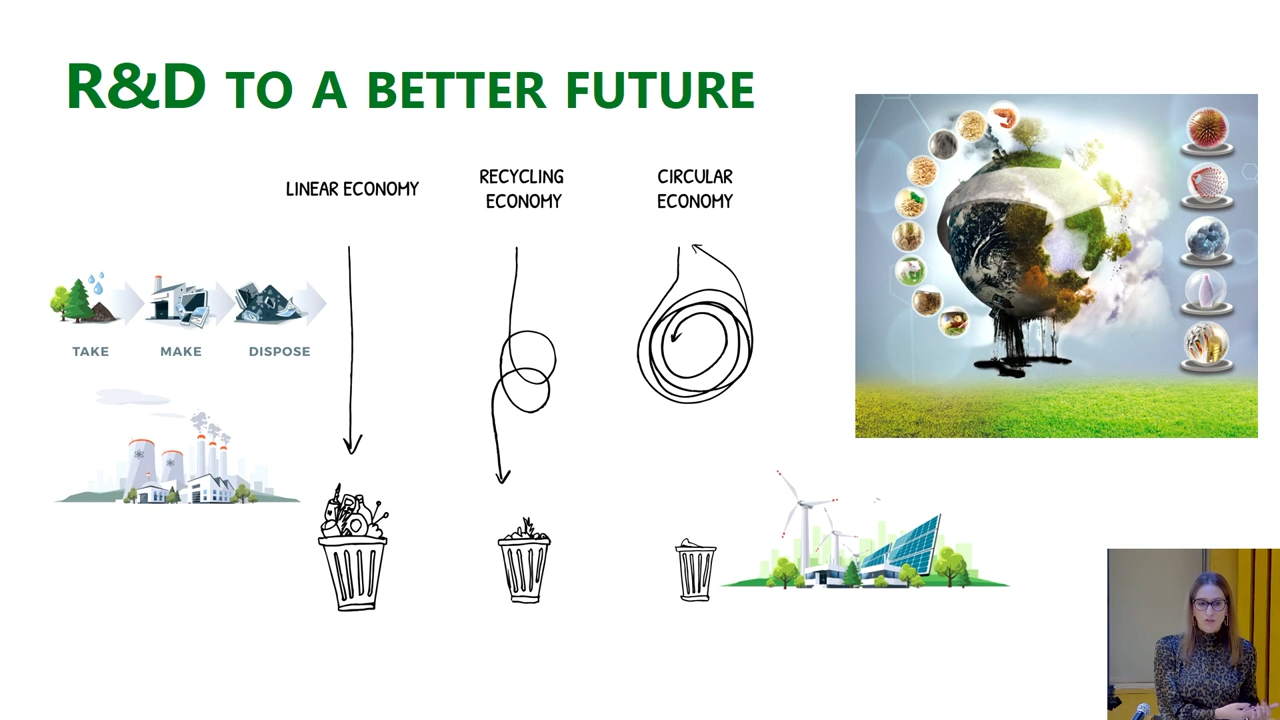 R&D TO A BETTER FUTURE
LINEAR ECONOMY
RECYCLING
ECONOMY
CIRCULAR
ECONOMY
TAKE
MAKE
DISPOSE